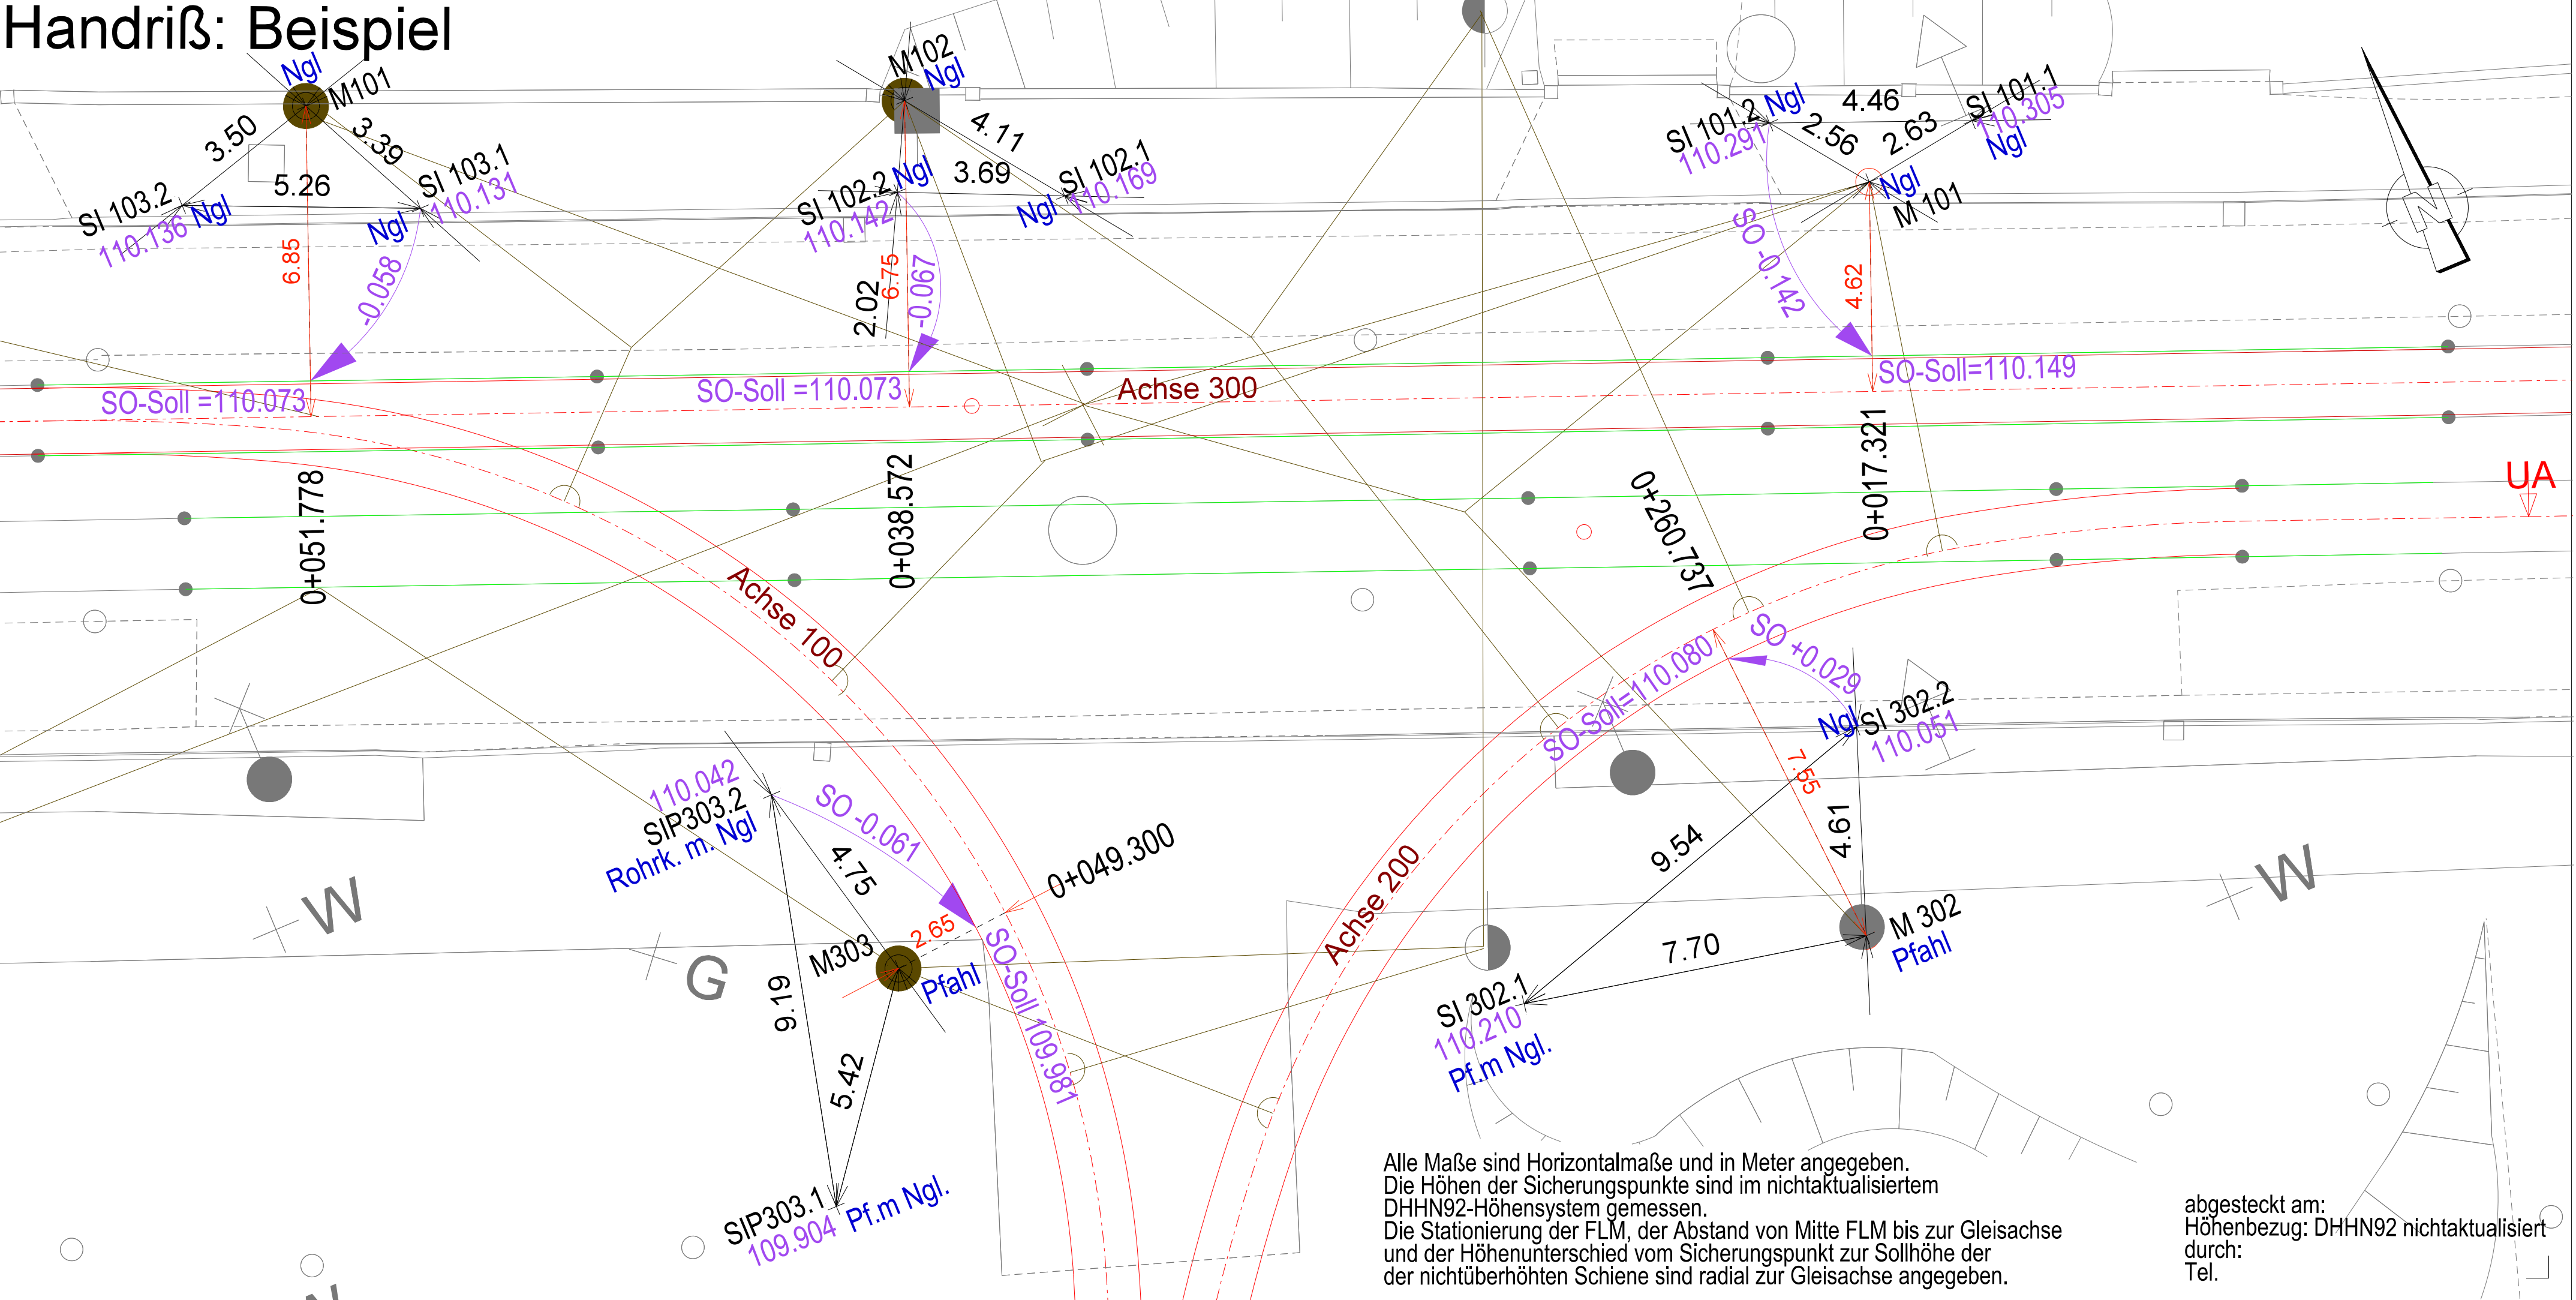 Handriß: Beispiel
Ngl
M101
3.50
3.39
5.26
SI 103.2
110.136
Ngl
SI 103.1
110.131
Ngl
6.85
-0.058
SO-Soll =110.073
0+051.778
M102
Ngl
4.11
3.69
SI 102.2
110.142
Ngl
SI 102.1
110.169
Ngl
2.02
6.75
-0.067
SO-Soll =110.073
0+038.572
Achse 300
SI 101.2
110.291
Ngl
4.46
2.56
2.63
SI 101.1
110.305
Ngl
Ngl
M 101
SO -0.142
4.62
SO-Soll=110.149
0+017.321
N
UA
Achse 100
0+260.737
SO-Soll=110.080
SO +0.029
Ngl
SI 302.2
110.051
7.55
4.61
9.54
7.70
M 302
Pfahl
SI 302.1
110.210
Pf.m Ngl.
Achse 200
110.042
SIP303.2
Rohrk. m. Ngl
SO -0.061
4.75
2.65
0+049.300
M303
Pfahl
SO-Soll 109.981
9.19
5.42
SIP303.1
109.904
Pf.m Ngl.
W
G
W
Alle Maße sind Horizontalmaße und in Meter angegeben.
Die Höhen der Sicherungspunkte sind im nichtaktualisiertem
DHHN92-Höhensystem gemessen.
Die Stationierung der FLM, der Abstand von Mitte FLM bis zur Gleisachse
und der Höhenunterschied vom Sicherungspunkt zur Sollhöhe der
der nichtüberhöhten Schiene sind radial zur Gleisachse angegeben.
abgesteckt am:
Höhenbezug: DHHN92 nichtaktualisiert
durch:
Tel.